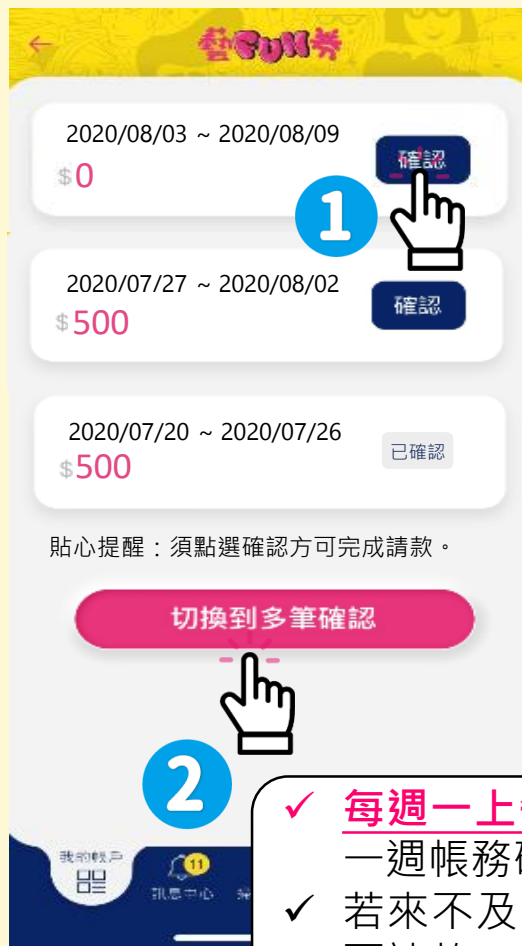 藝FUN券
2020/08/03 ~ 2020/08/09
$0
確認
1
2020/07/27 ~ 2020/08/02
$500
確認
2020/07/20 ~ 2020/07/26
$500
已確認
貼心提醒：須點選確認方可完成請款。
切換到多筆確認
2
✓ 每週一上
一週帳務
✓ 若來不及
我的帳戶
11
訊息中心